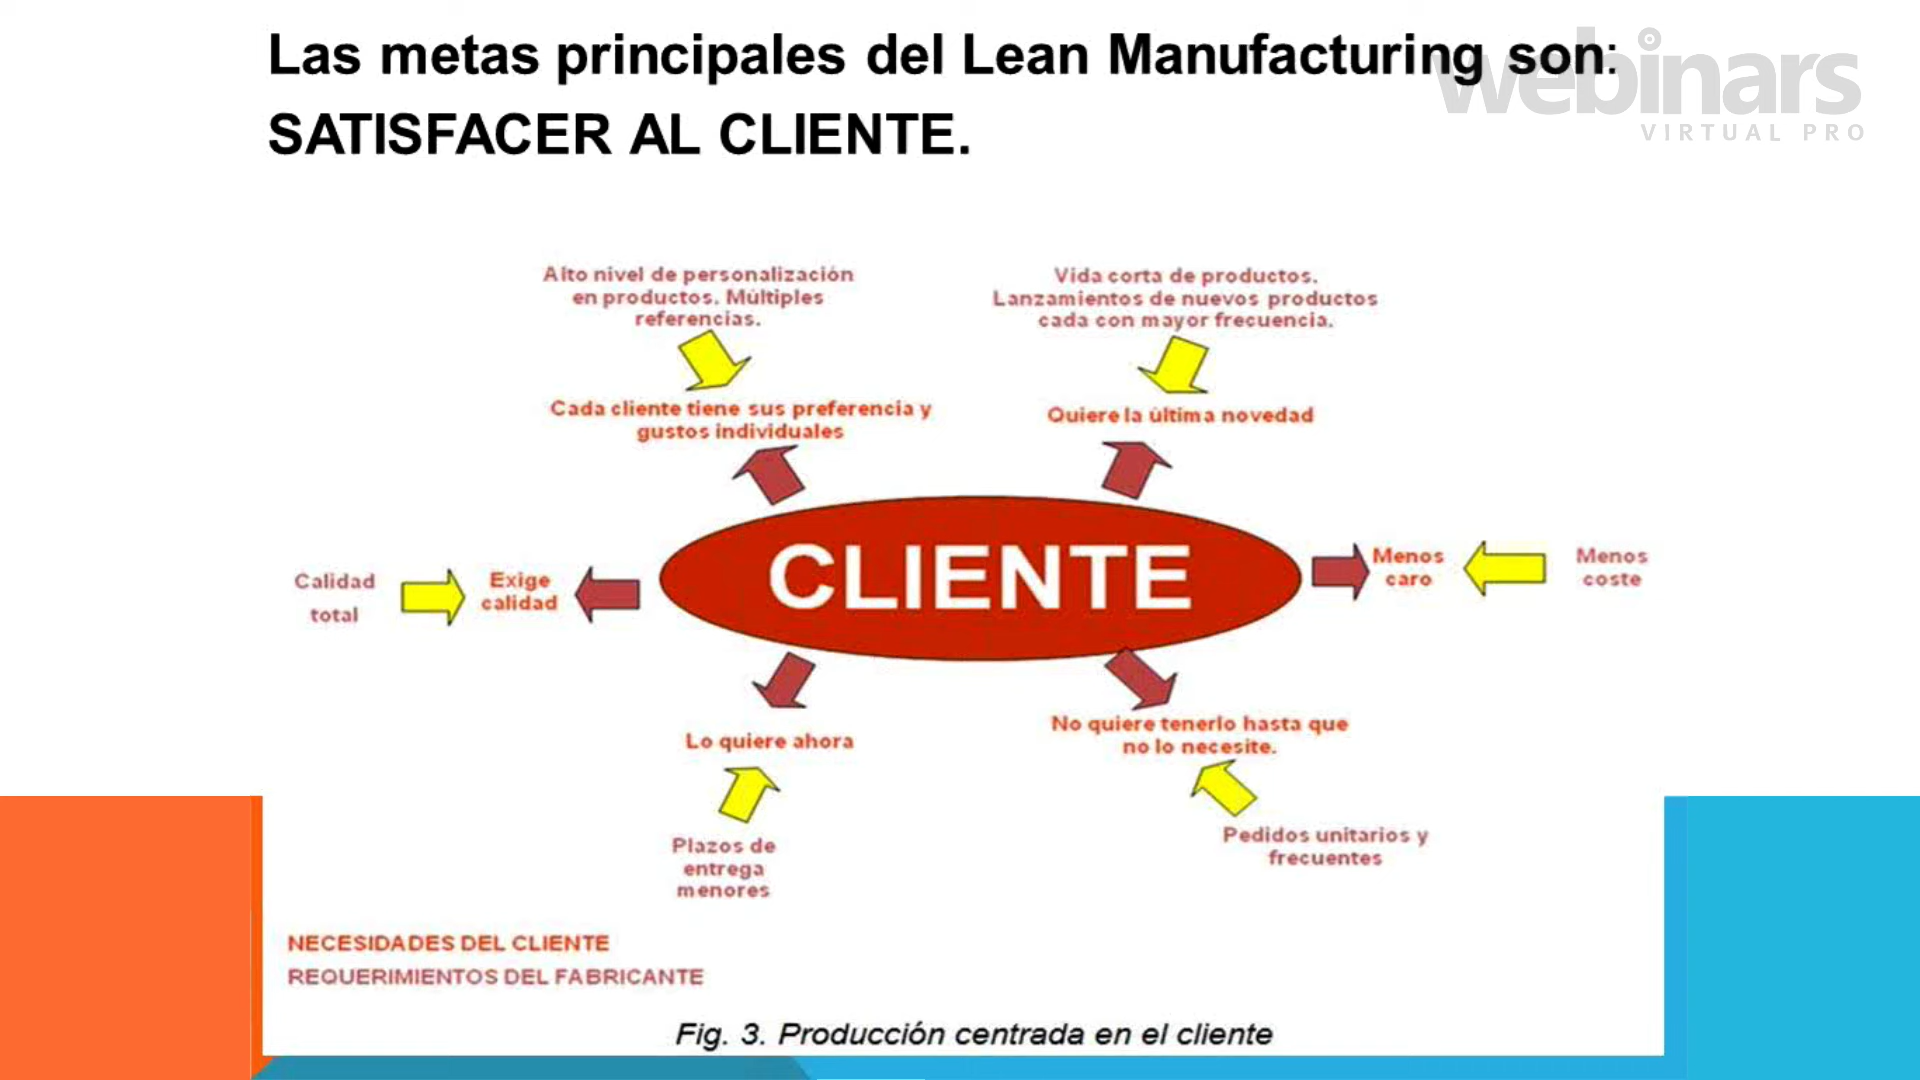 Las metas principales del Lean Manufacturing son:
SATISFACER AL CLIENTE.
webinars
VIRTUAL PRO
Alto nivel de personalización
en productos. Múltiples
referencias.
Vida corta de productos.
Lanzamientos de nuevos productos
cada con mayor frecuencia.
Cada cliente tiene sus preferencia y
gustos individuales
Quiere la última novedad
Calidad
total
Exige
calidad
CLIENTE
Menos
caro
Menos
coste
Lo quiere ahora
No quiere tenerlo hasta que
no lo necesite.
Plazos de
entrega
menores
Pedidos unitarios y
frecuentes
NECESIDADES DEL CLIENTE
REQUERIMIENTOS DEL FABRICANTE
Fig. 3. Producción centrada en el cliente